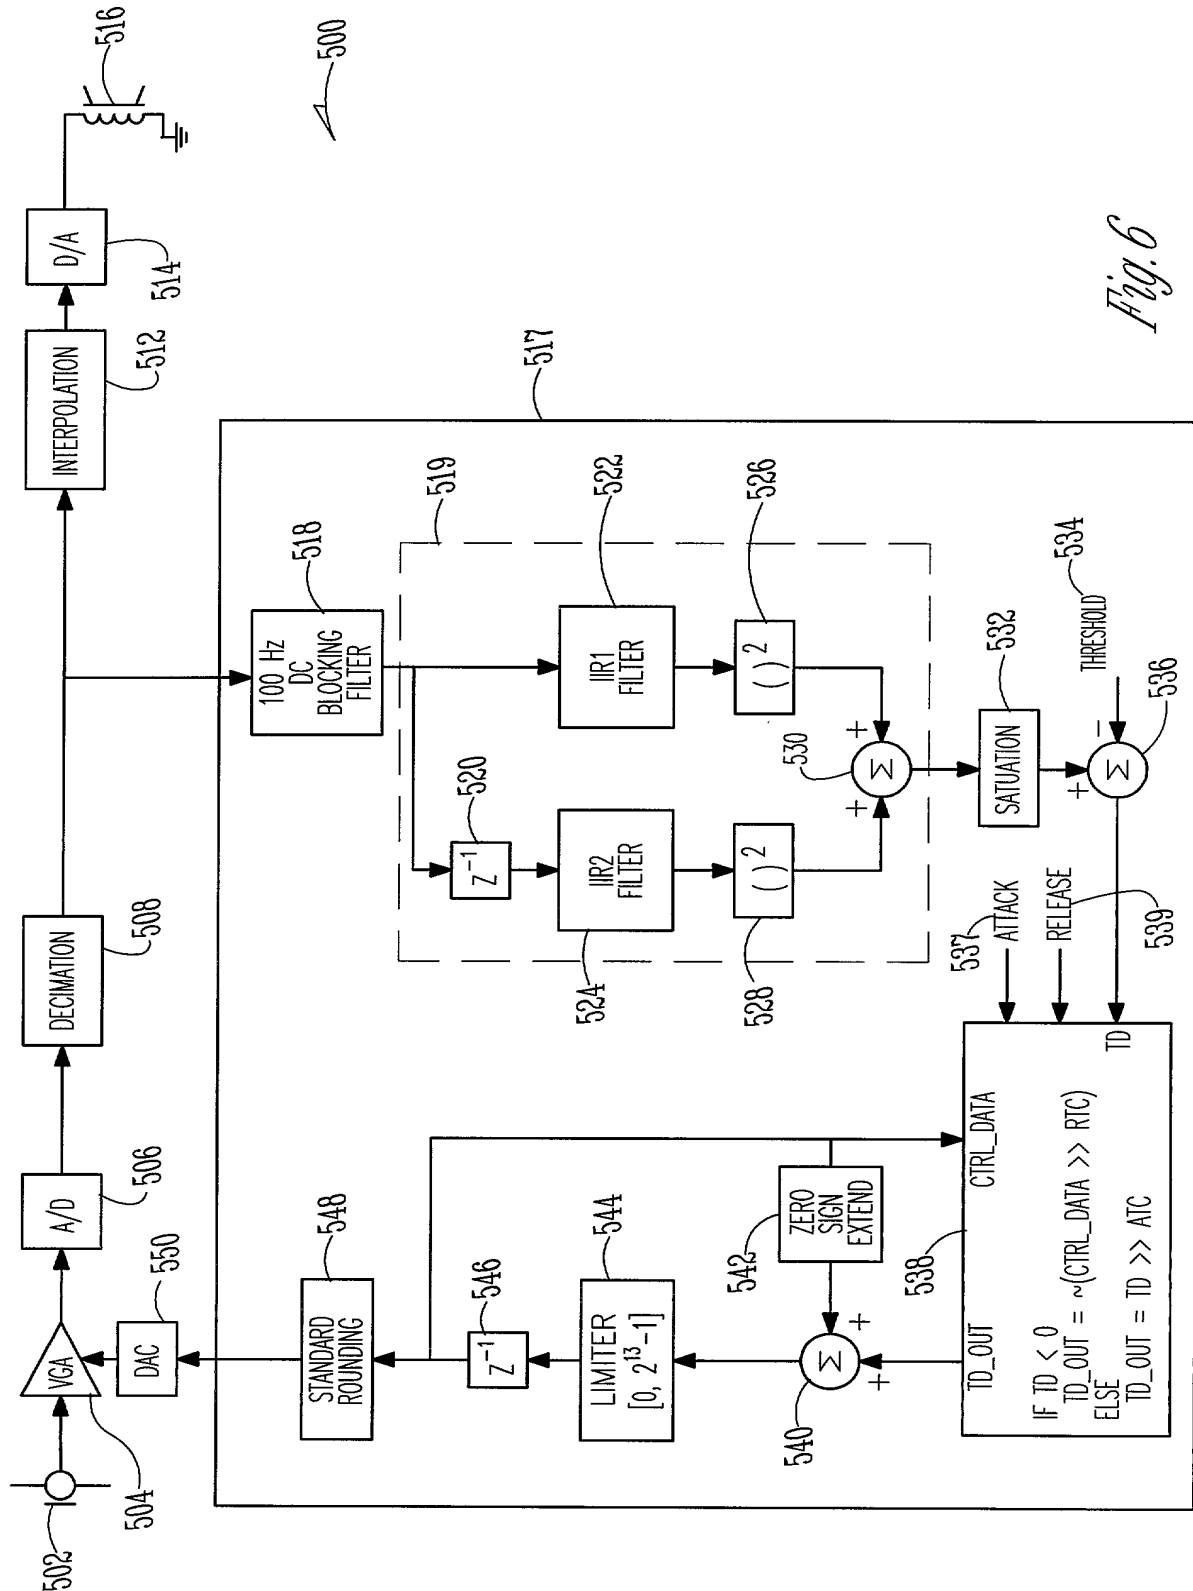 502
504
VGA
A/D
506
DECIMATION
508
INTERPOLATION
512
D/A
514
516
500
DAC
550
517
STANDARD
ROUNDING
548
Z⁻¹
546
LIMITER
[0, 2¹³-1]
544
540
Σ
+
+
ZERO
SIGN
EXTEND
542
100 Hz
DC
BLOCKING
FILTER
518
519
Z⁻¹
520
IIR1
FILTER
522
IIR2
FILTER
524
( )²
526
( )²
528
530
Σ
+
+
SATUATION
532
THRESHOLD
534
Σ
+
-
536
537
ATTACK
RELEASE
539
538
TD_OUT
CTRL_DATA
TD
IF TD < 0
TD_OUT = ~(CTRL_DATA >> RTC)
ELSE
TD_OUT = TD >> ATC
Fig. 6